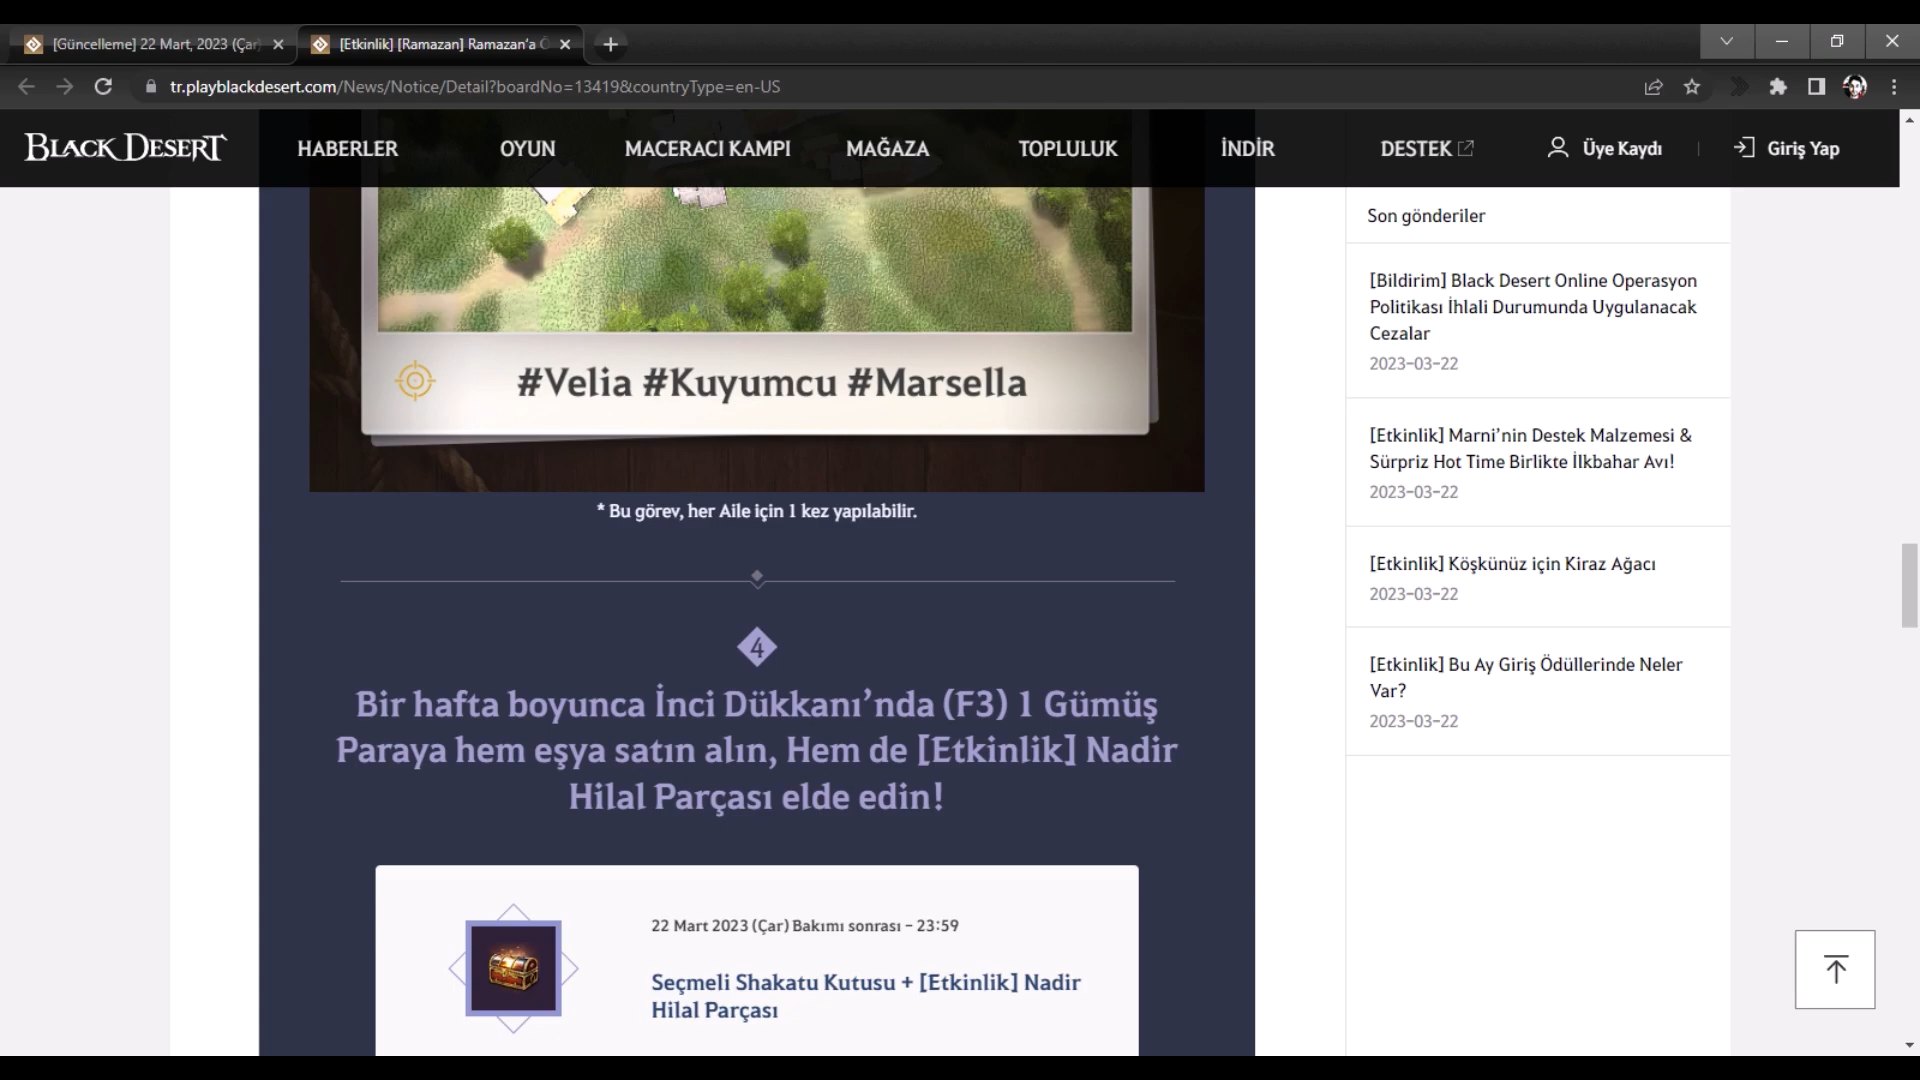 [Güncelleme] 22 Mart, 2023 (Çar
[Etkinlik] [Ramazan] Ramazan'a Ö
tr.playblackdesert.com/News/Notice/Detail?boardNo=13419&countryType=en-US
BLACK DESERT
HABERLER
OYUN
MACERACI KAMPI
MAĞAZA
TOPLULUK
İNDİR
DESTEK
Üye Kaydı
Giriş Yap
#Velia #Kuyumcu #Marsella
* Bu görev, her Aile için 1 kez yapılabilir.
4
Bir hafta boyunca İnci Dükkanı’nda (F3) 1 Gümüş
Paraya hem eşya satın alın, Hem de [Etkinlik] Nadir
Hilal Parçası elde edin!
22 Mart 2023 (Çar) Bakımı sonrası – 23:59
Seçmeli Shakatu Kutusu + [Etkinlik] Nadir
Hilal Parçası
Son gönderiler
[Bildirim] Black Desert Online Operasyon
Politikası İhlali Durumunda Uygulanacak
Cezalar
2023-03-22
[Etkinlik] Marni’nin Destek Malzemesi &
Sürpriz Hot Time Birlikte İlkbahar Avı!
2023-03-22
[Etkinlik] Köşkünüz için Kiraz Ağacı
2023-03-22
[Etkinlik] Bu Ay Giriş Ödüllerinde Neler
Var?
2023-03-22